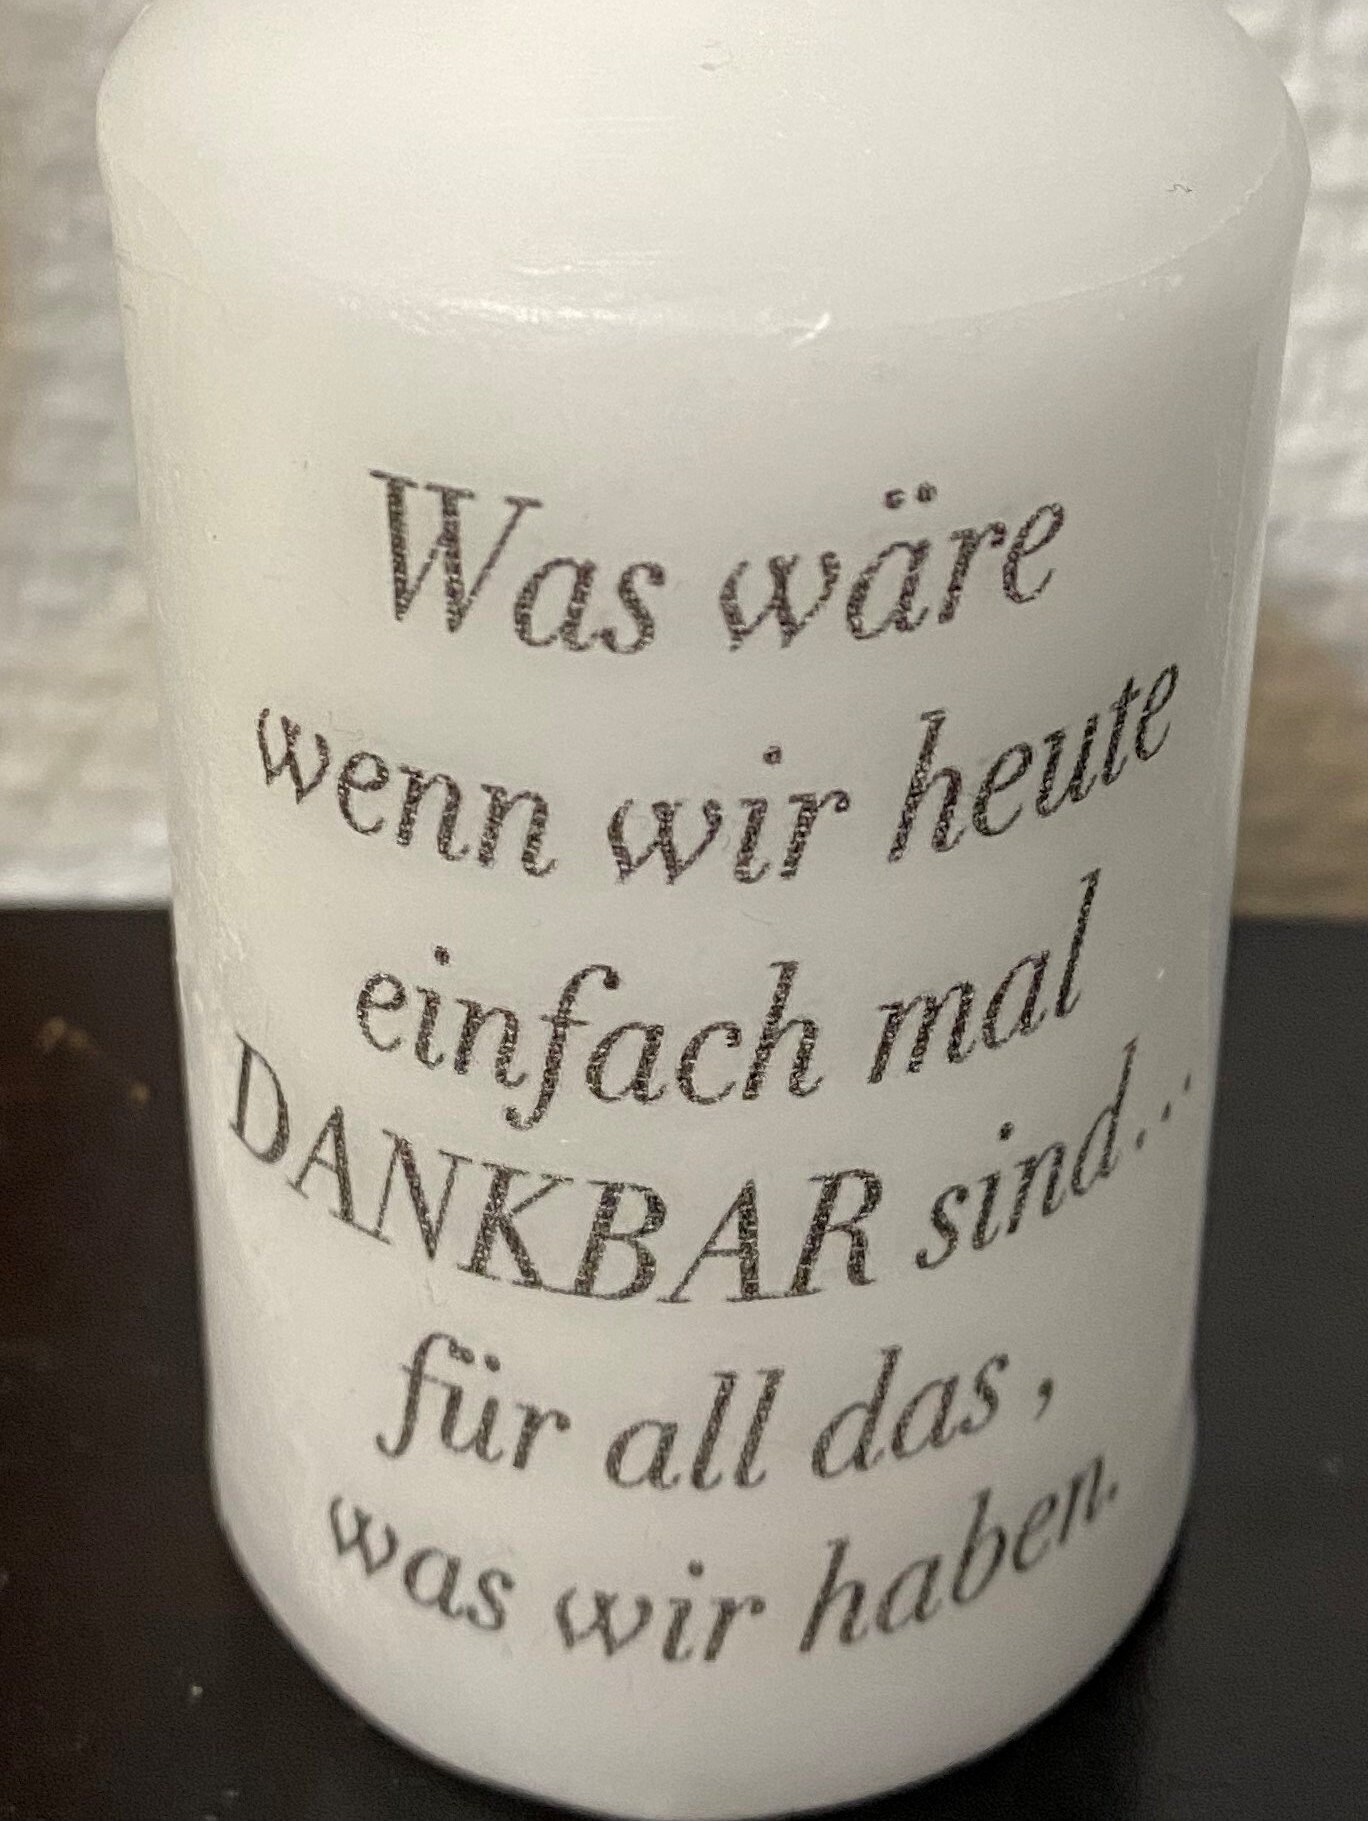 Was wäre
wenn wir heute
einfach mal
DANKBAR sind...
für all das ,
was wir haben.